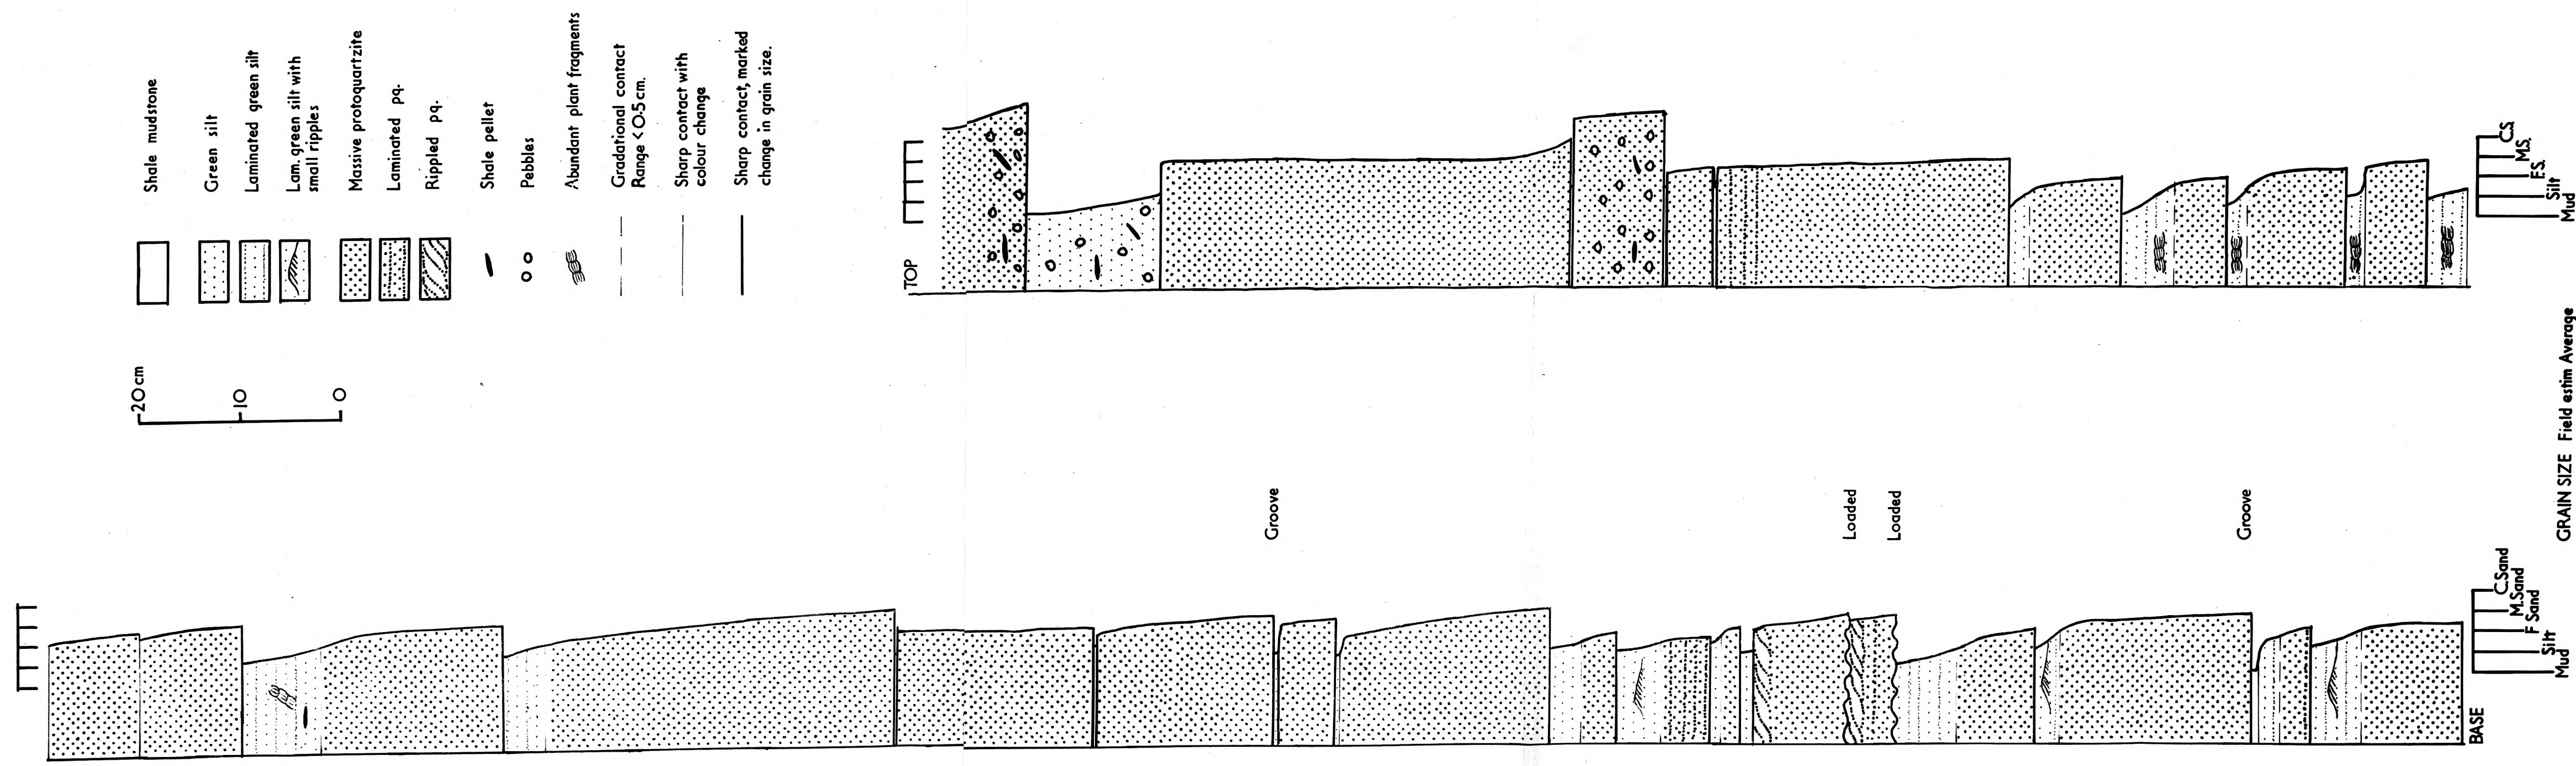 Shale mudstone
Green silt
Laminated green silt
Lam. green silt with
small ripples
Massive protoquartzite
Laminated pq.
Rippled pq.
Shale pellet
Pebbles
Abundant plant fragments
Gradational contact
Range < 0·5 cm.
Sharp contact with
colour change
Sharp contact, marked
change in grain size.
20 cm
10
0
TOP
C.S.
M.S.
F.S.
Silt
Mud
Groove
Loaded
Loaded
Groove
C.Sand
M.Sand
F Sand
Silt
Mud
BASE
GRAIN SIZE Field estim Average